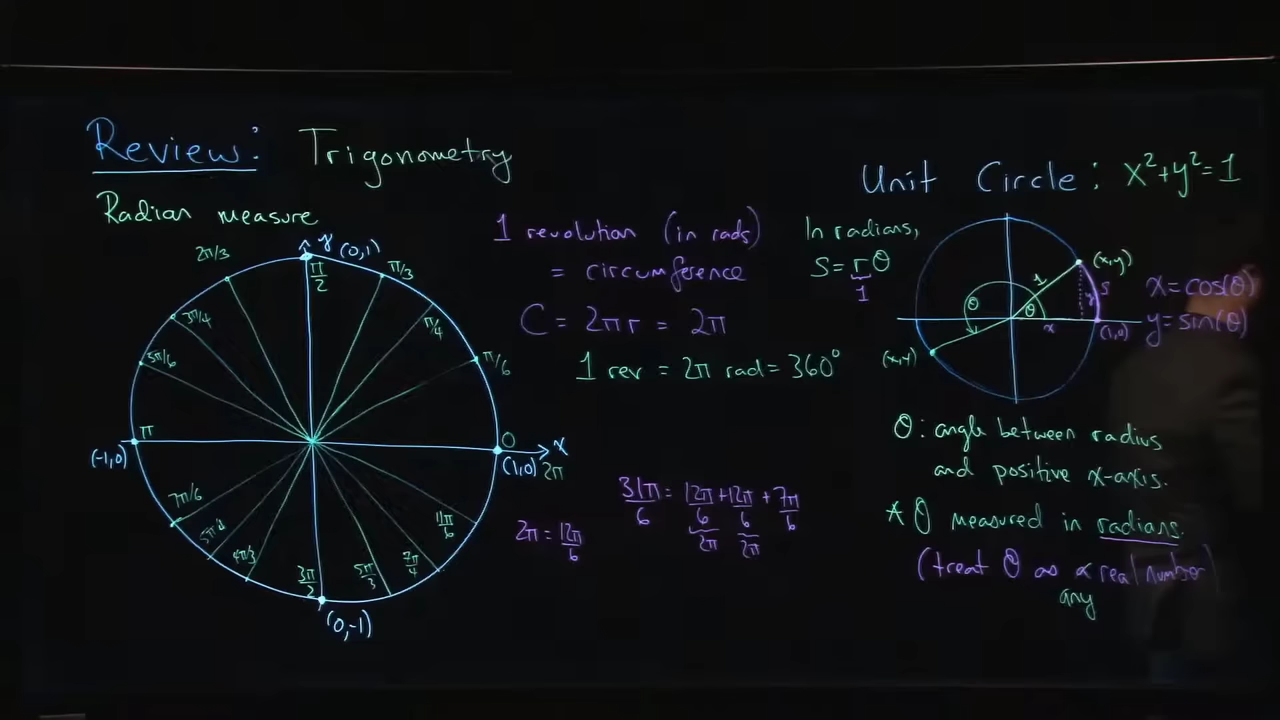 Review: Trigonometry
Radian measure
y (0,1)
2π/3
π/2
π/3
3π/4
π/4
5π/6
π/6
π
0
x
(-1,0)
(1,0) 2π
7π/6
11π/6
5π/4
7π/4
4π/3
5π/3
3π/2
(0,-1)
1 revolution (in rads)
= circumference
C = 2πr = 2π
1 rev = 2π rad = 360°
2π = 12π/6
31π/6 = 12π/6 + 12π/6 + 7π/6
2π 2π
In radians,
S = rθ
1
Unit Circle: x²+y²=1
(x,y)
1
θ
θ
y
s
x
(1,0)
(x,y)
x = cos(θ)
y = sin(θ)
θ: angle between radius
and positive x-axis.
* θ measured in radians.
(treat θ as a real number)
any